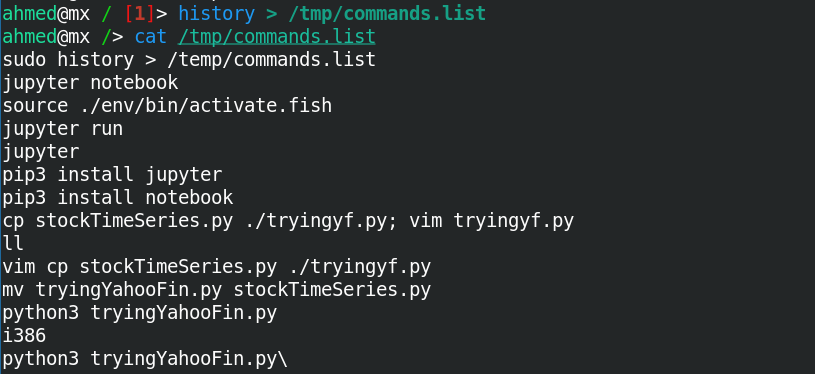 ahmed@mx / [1]> history > /tmp/commands.list
ahmed@mx /> cat /tmp/commands.list
sudo history > /temp/commands.list
jupyter notebook
source ./env/bin/activate.fish
jupyter run
jupyter
pip3 install jupyter
pip3 install notebook
cp stockTimeSeries.py ./tryingyf.py; vim tryingyf.py
ll
vim cp stockTimeSeries.py ./tryingyf.py
mv tryingYahooFin.py stockTimeSeries.py
python3 tryingYahooFin.py
i386
python3 tryingYahooFin.py\